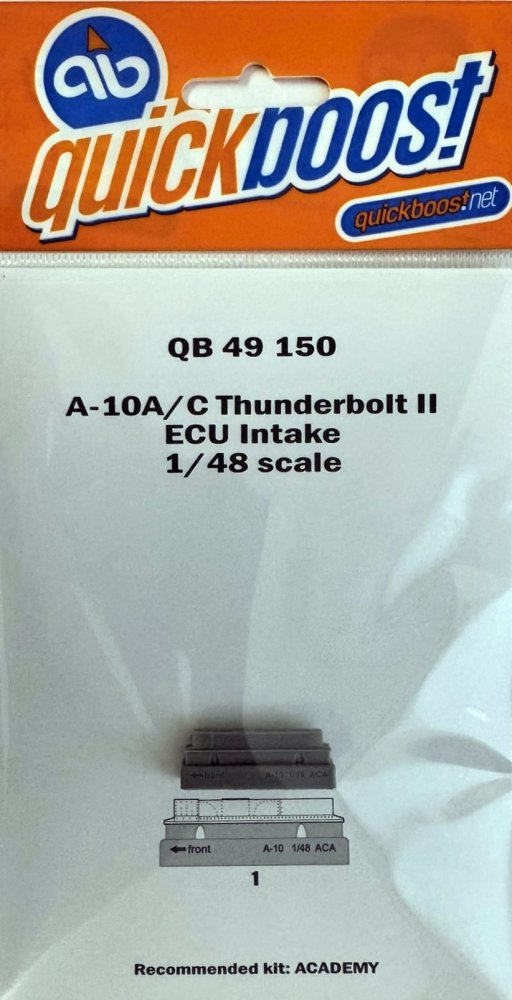 ab
quickboost
quickboost.net
QB 49 150
A-10A/C Thunderbolt II
ECU Intake
1/48 scale
front A-10 1/48 ACA
front A-10 1/48 ACA
1
Recommended kit: ACADEMY